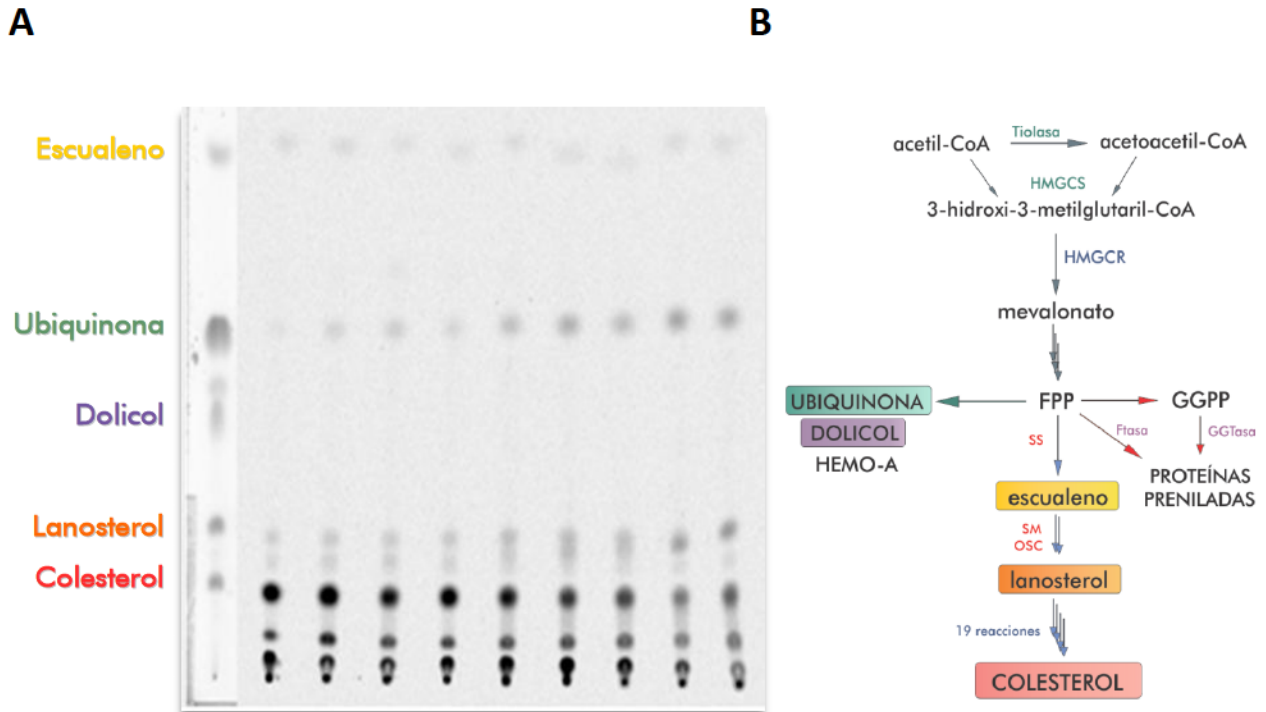 A
B
Escualeno
Ubiquinona
Dolicol
Lanosterol
Colesterol
acetil-CoA
Tiolasa
acetoacetil-CoA
HMGCS
3-hidroxi-3-metilglutaril-CoA
HMGCR
mevalonato
UBIQUINONA
FPP
GGPP
DOLICOL
SS
Ftasa
GGTasa
HEMO-A
PROTEÍNAS
PRENILADAS
escualeno
SM
OSC
lanosterol
19 reacciones
COLESTEROL